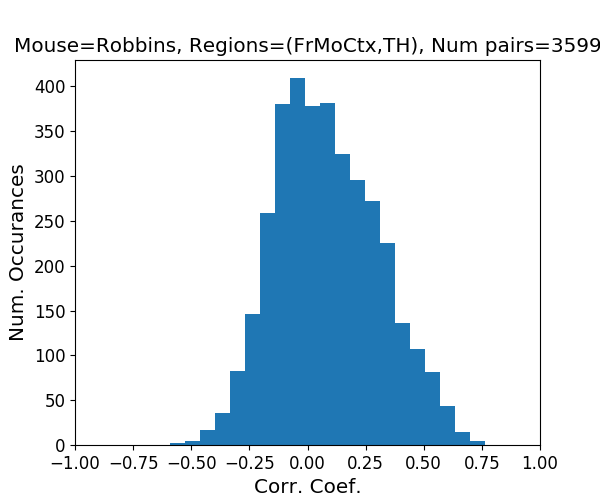 Mouse=Robbins, Regions=(FrMoCtx,TH), Num pairs=3599
400
350
300
250
200
150
100
50
0
Num. Occurances
−1.00 −0.75 −0.50 −0.25 0.00 0.25 0.50 0.75 1.00
Corr. Coef.